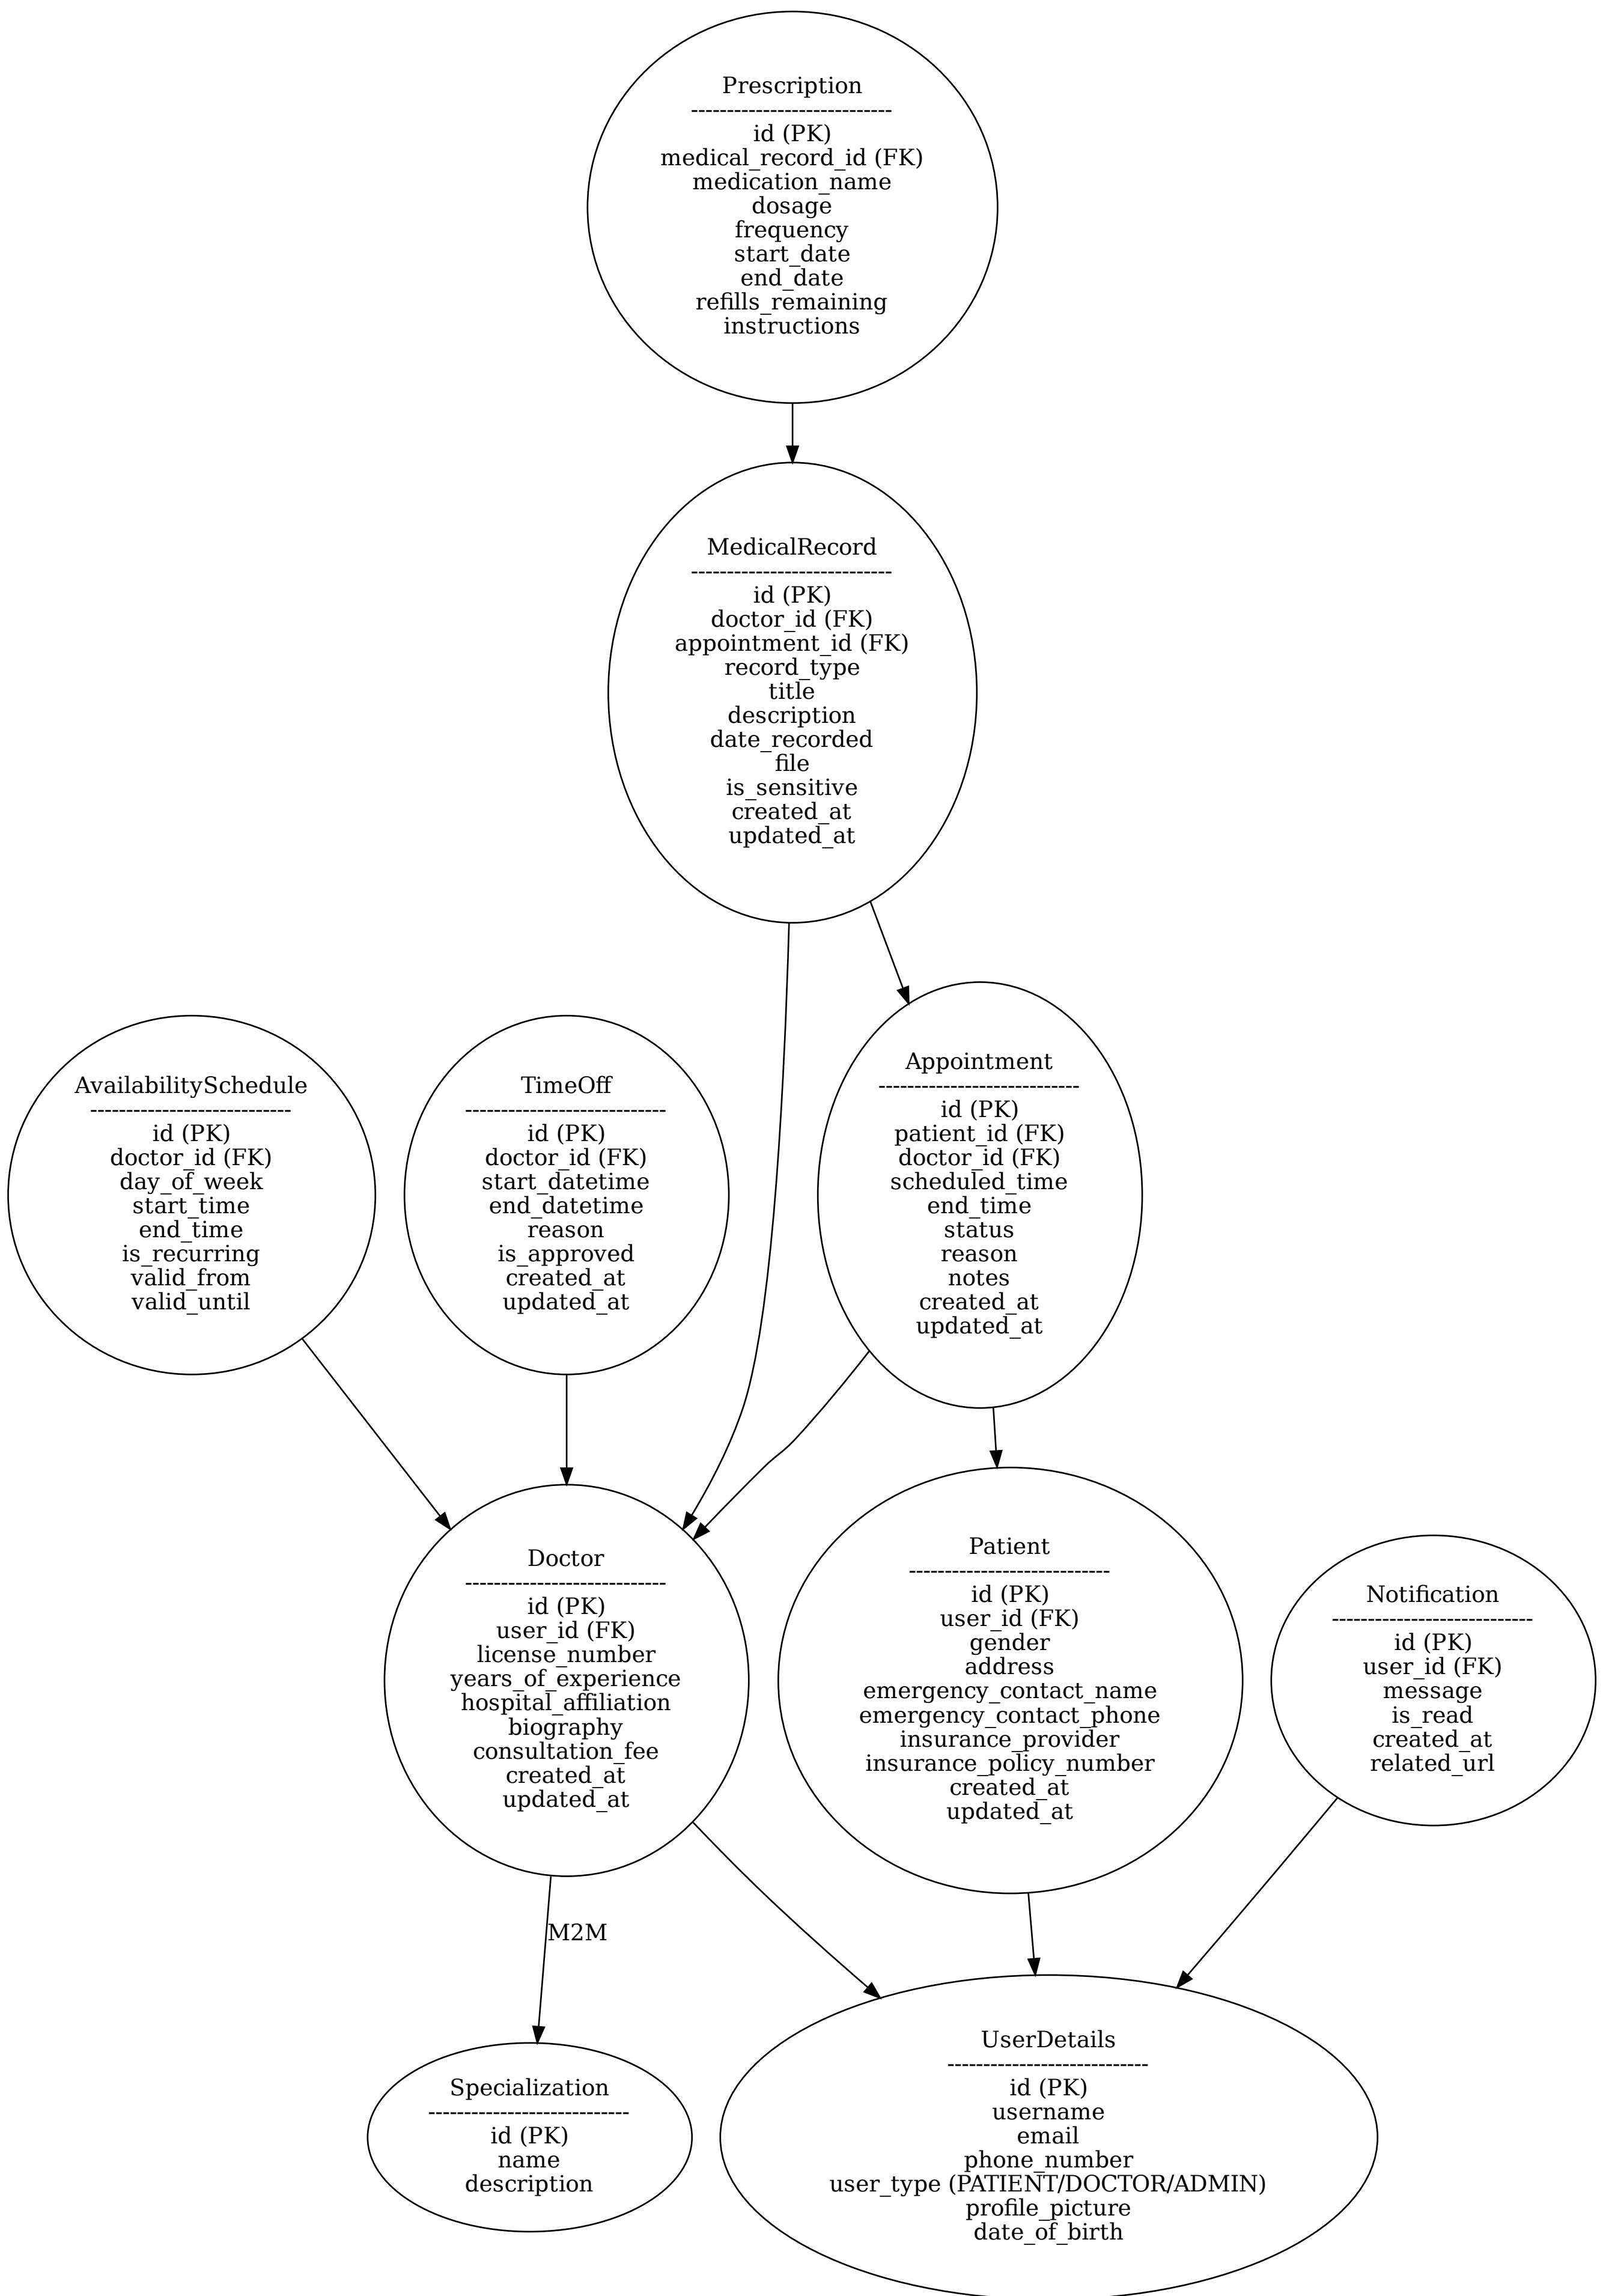 Prescription
----------------------------
id (PK)
medical_record_id (FK)
medication_name
dosage
frequency
start_date
end_date
refills_remaining
instructions
MedicalRecord
----------------------------
id (PK)
doctor_id (FK)
appointment_id (FK)
record_type
title
description
date_recorded
file
is_sensitive
created_at
updated_at
AvailabilitySchedule
----------------------------
id (PK)
doctor_id (FK)
day_of_week
start_time
end_time
is_recurring
valid_from
valid_until
TimeOff
----------------------------
id (PK)
doctor_id (FK)
start_datetime
end_datetime
reason
is_approved
created_at
updated_at
Appointment
----------------------------
id (PK)
patient_id (FK)
doctor_id (FK)
scheduled_time
end_time
status
reason
notes
created_at
updated_at
Doctor
----------------------------
id (PK)
user_id (FK)
license_number
years_of_experience
hospital_affiliation
biography
consultation_fee
created_at
updated_at
Patient
----------------------------
id (PK)
user_id (FK)
gender
address
emergency_contact_name
emergency_contact_phone
insurance_provider
insurance_policy_number
created_at
updated_at
Notification
----------------------------
id (PK)
user_id (FK)
message
is_read
created_at
related_url
M2M
Specialization
----------------------------
id (PK)
name
description
UserDetails
----------------------------
id (PK)
username
email
phone_number
user_type (PATIENT/DOCTOR/ADMIN)
profile_picture
date_of_birth